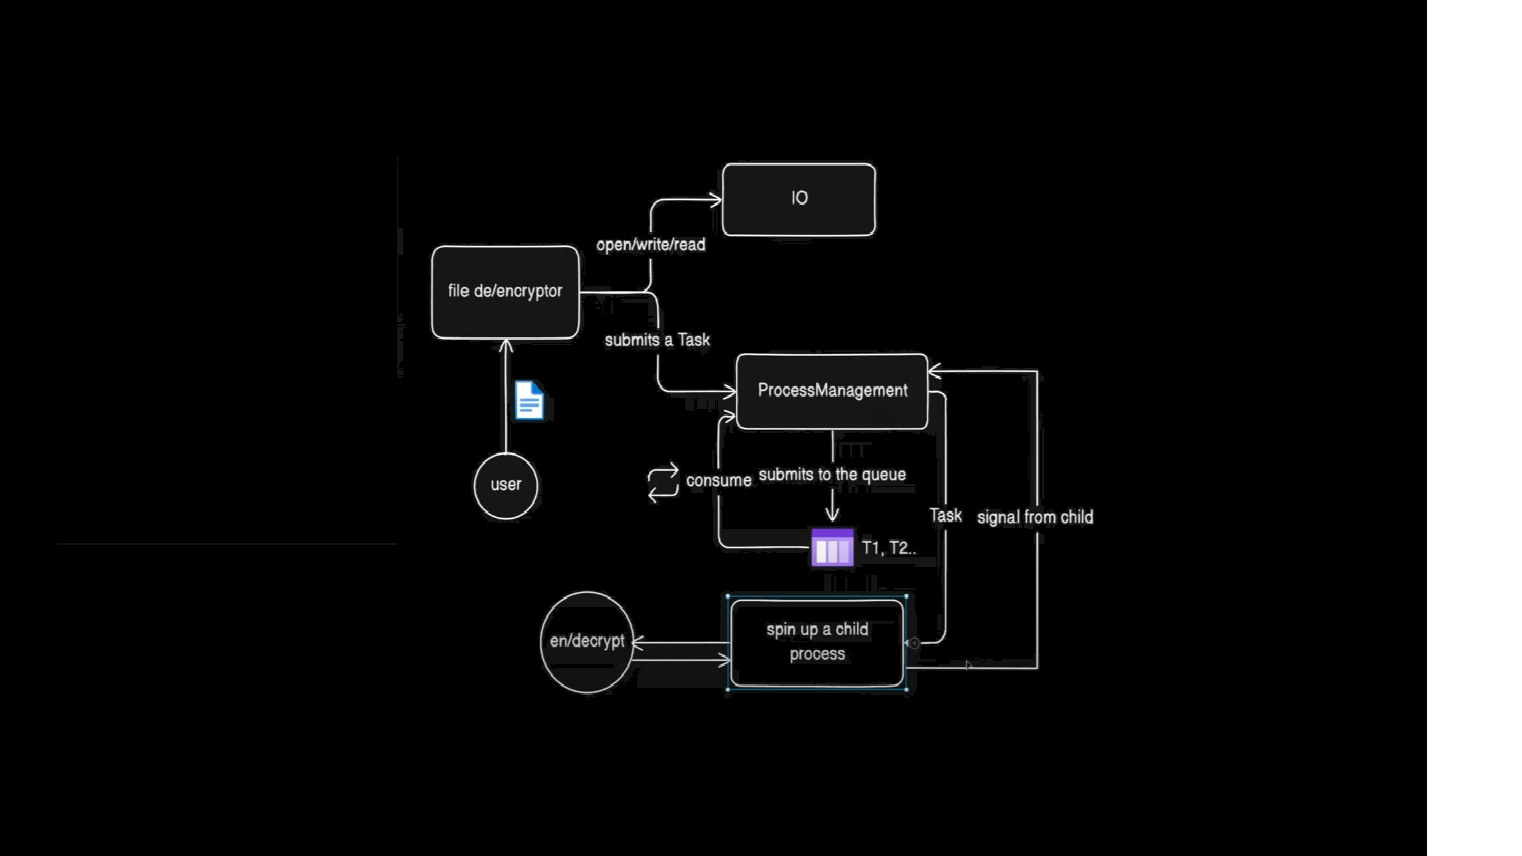 IO
open/write/read
file de/encryptor
submits a Task
ProcessManagement
user
consume
submits to the queue
T1, T2..
Task
signal from child
en/decrypt
spin up a child
process